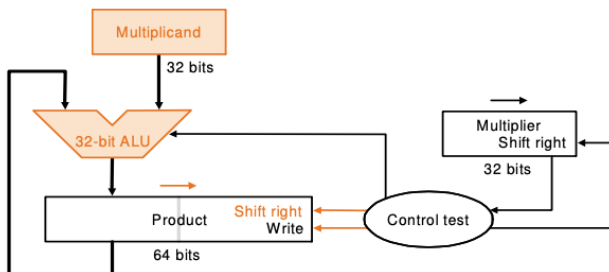 Multiplicand
32 bits
32-bit ALU
Multiplier
Shift right
32 bits
Product
Shift right
Write
Control test
64 bits